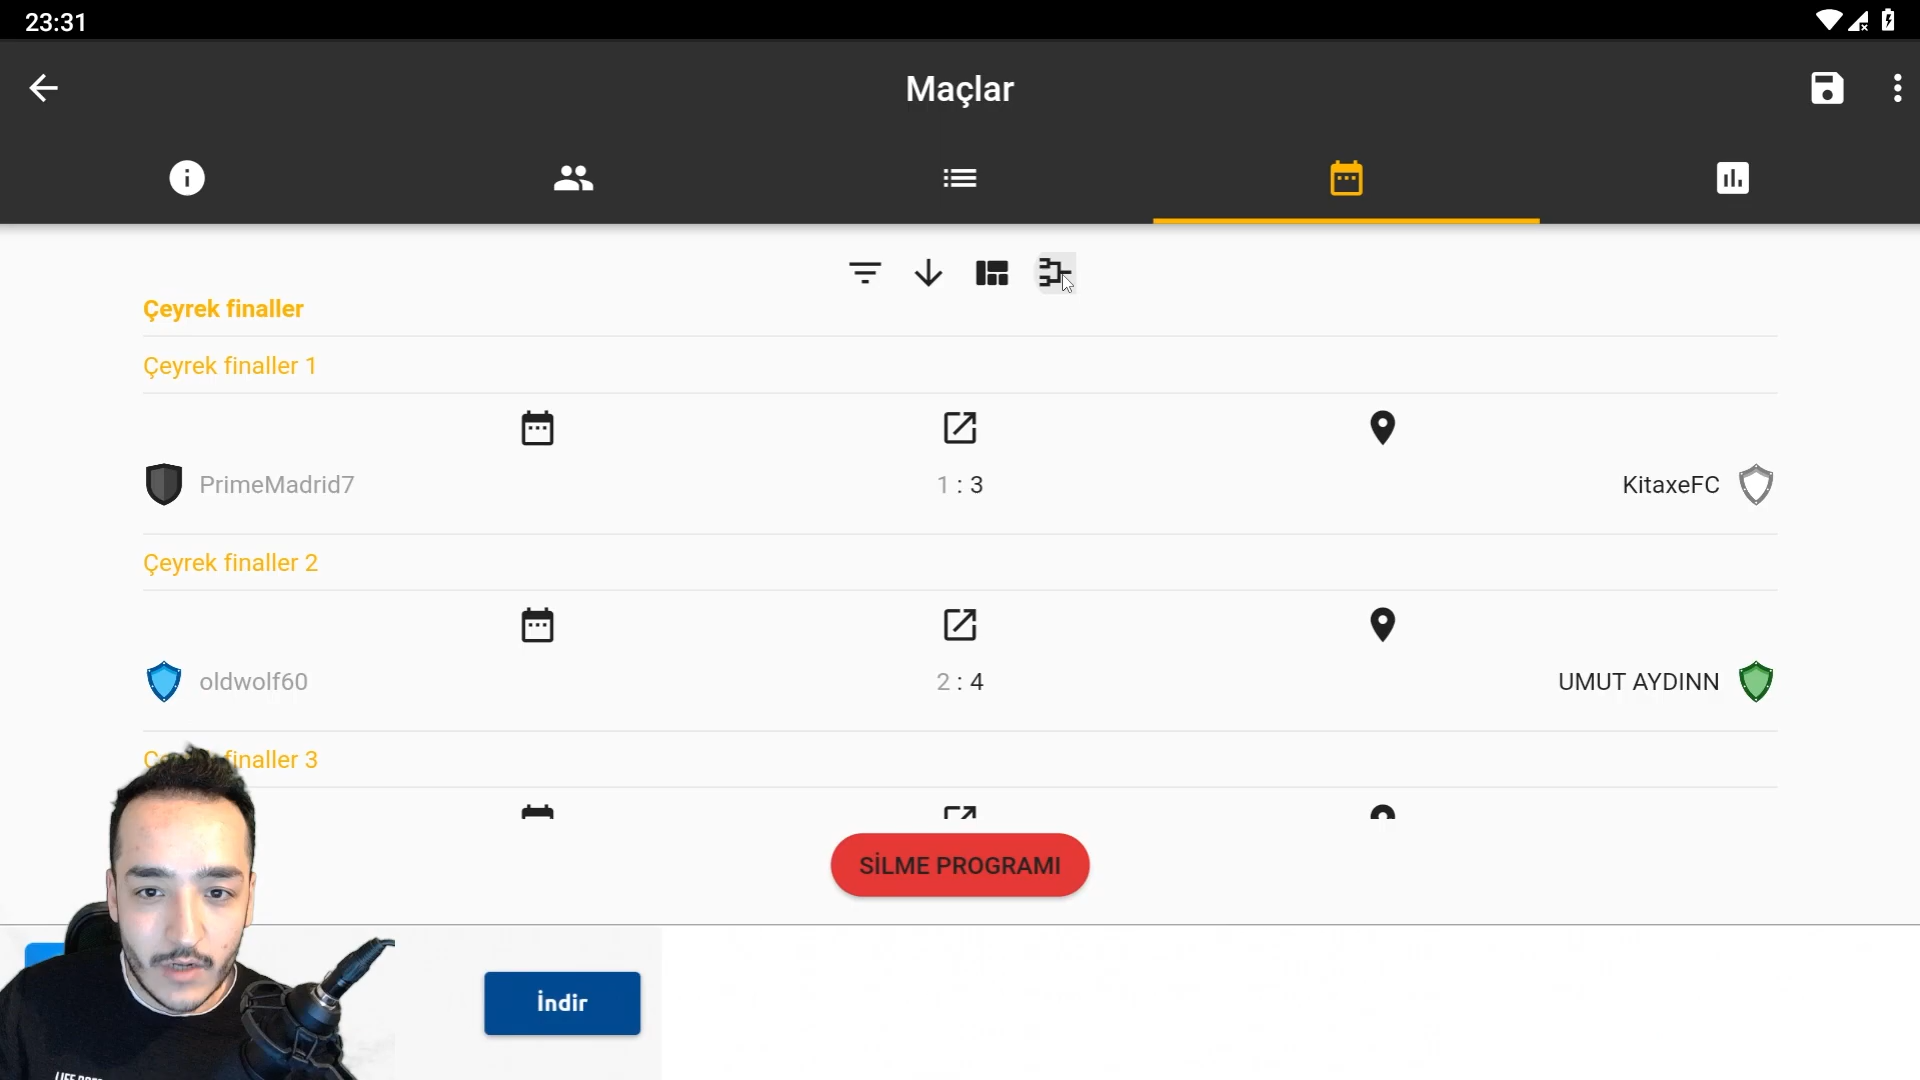 23:31
Maçlar
Çeyrek finaller
Çeyrek finaller 1
PrimeMadrid7 1 : 3 KitaxeFC
Çeyrek finaller 2
oldwolf60 2 : 4 UMUT AYDINN
finaller 3
SİLME PROGRAMI
İndir
LIFE